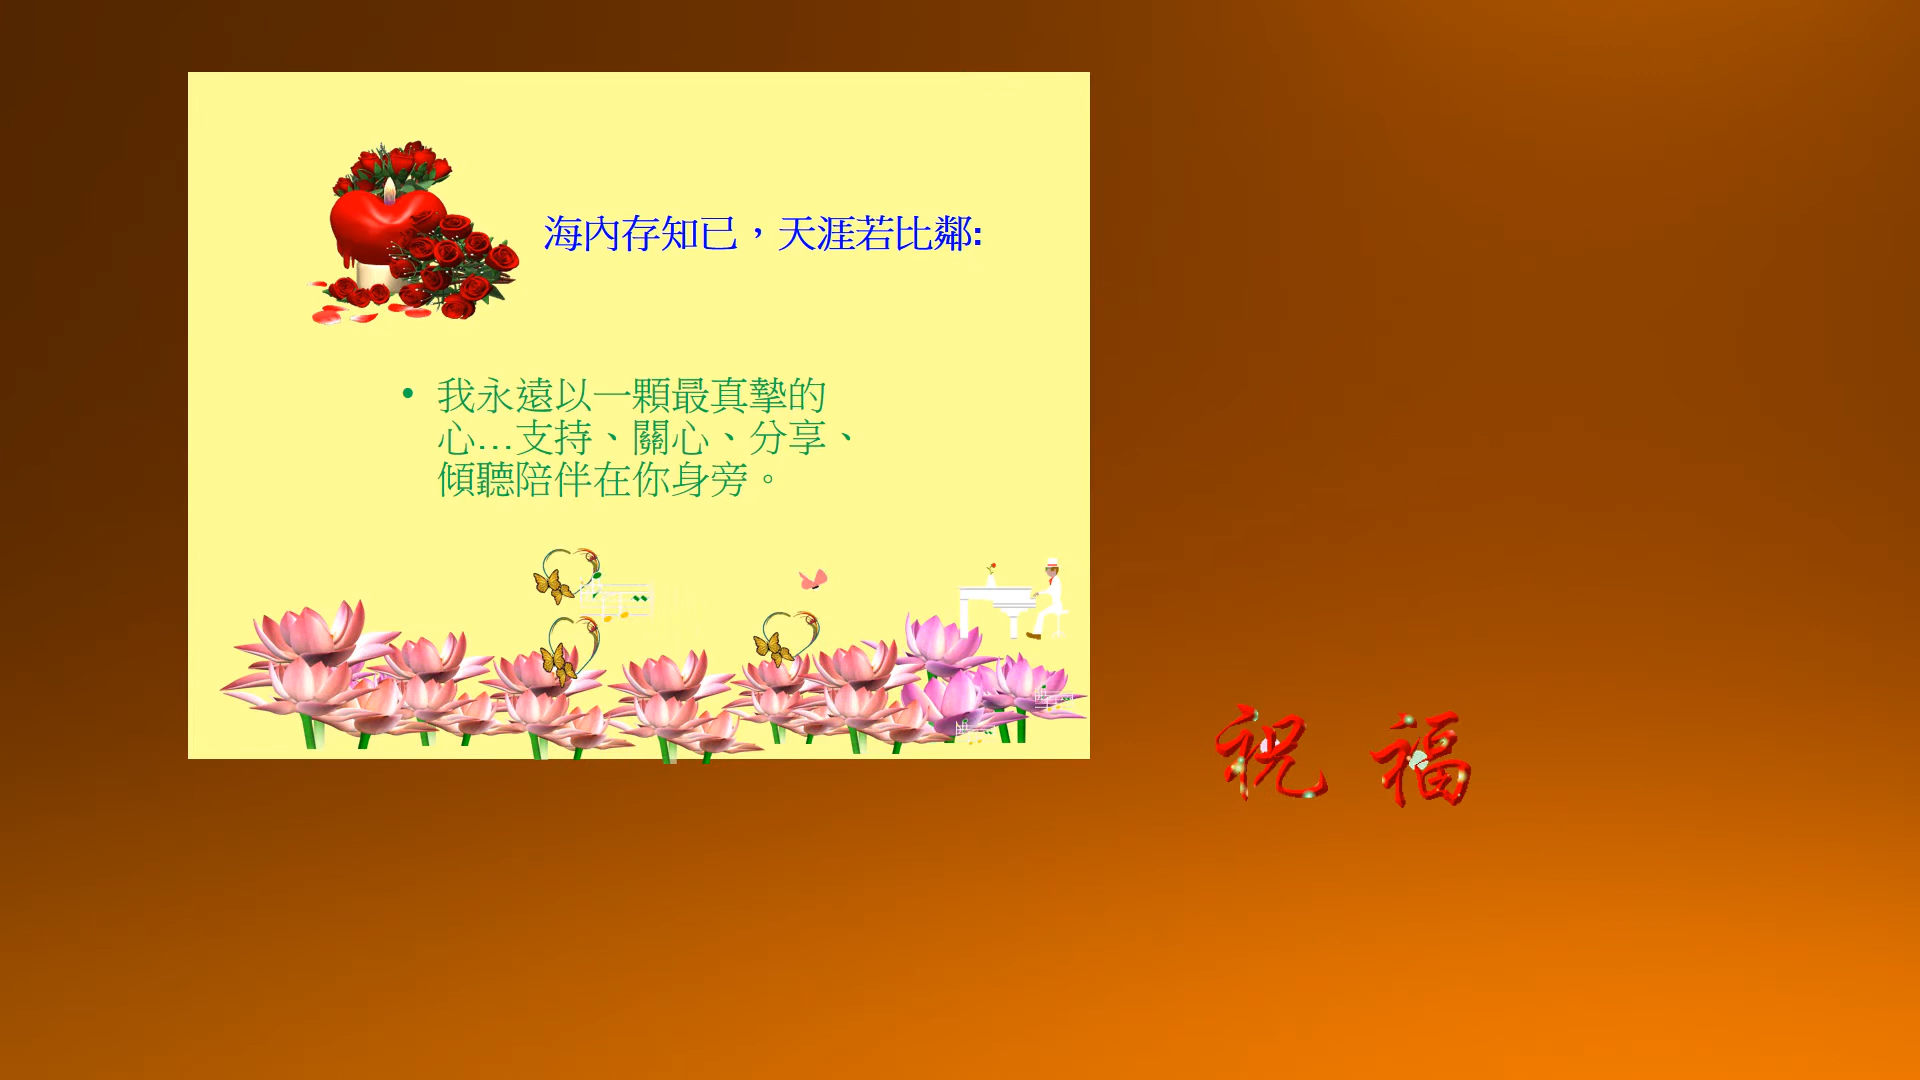 海內存知已，天涯若比鄰:
• 我永遠以一顆最真摯的
心…支持、關心、分享、
傾聽陪伴在你身旁。
祝 福